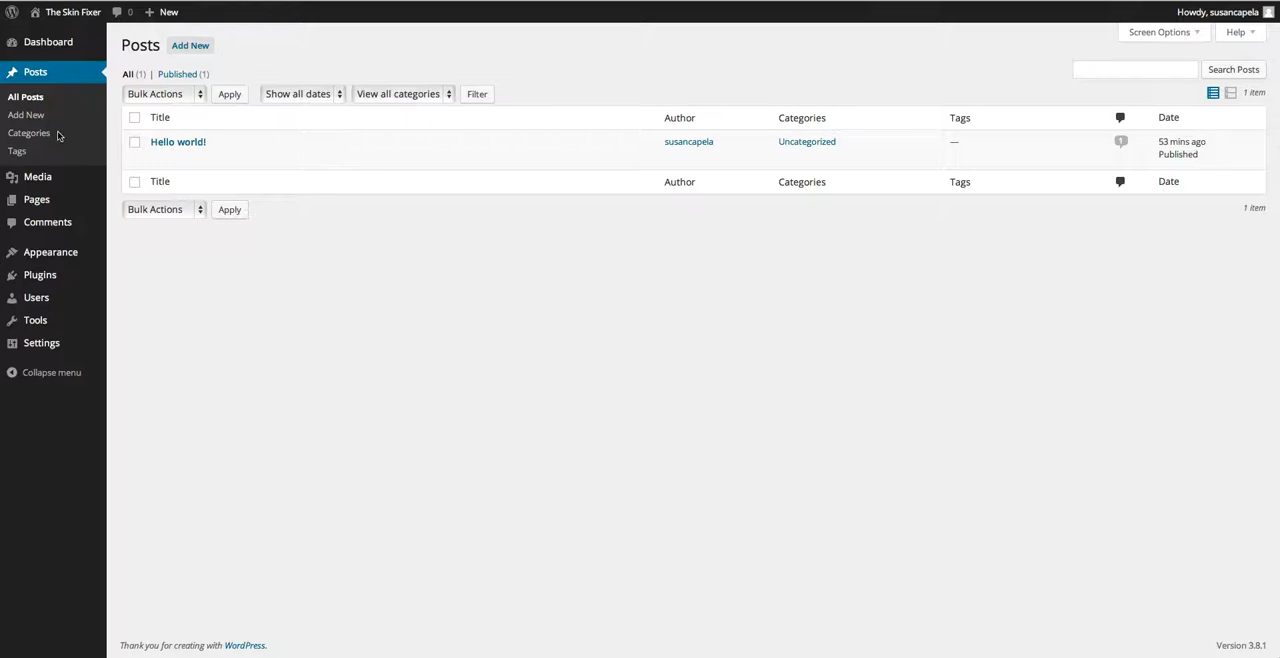 The Skin Fixer 0 New Howdy, susancapela
Dashboard
Posts
All Posts
Add New
Categories
Tags
Media
Pages
Comments
Appearance
Plugins
Users
Tools
Settings
Collapse menu
Screen Options Help
Posts Add New
All (1) | Published (1)
Search Posts
Bulk Actions Apply Show all dates View all categories Filter 1 item
Title Author Categories Tags Date
Hello world! susancapela Uncategorized — 1 53 mins ago
Published
Title Author Categories Tags Date
Bulk Actions Apply 1 item
Thank you for creating with WordPress. Version 3.8.1